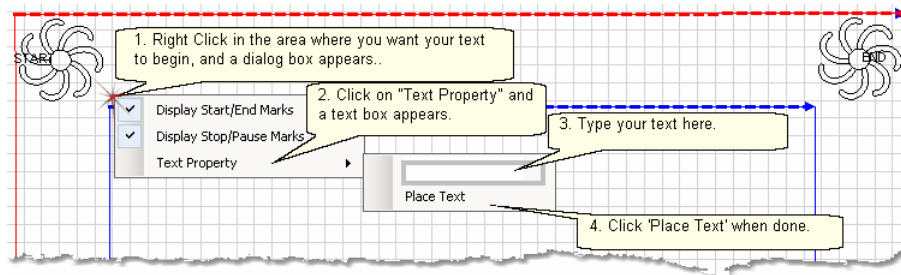 1. Right Click in the area where you want your text
to begin, and a dialog box appears..
START
END
2. Click on "Text Property" and
a text box appears.
Display Start/End Marks
Display Stop/Pause Marks
Text Property
3. Type your text here.
Place Text
4. Click 'Place Text' when done.